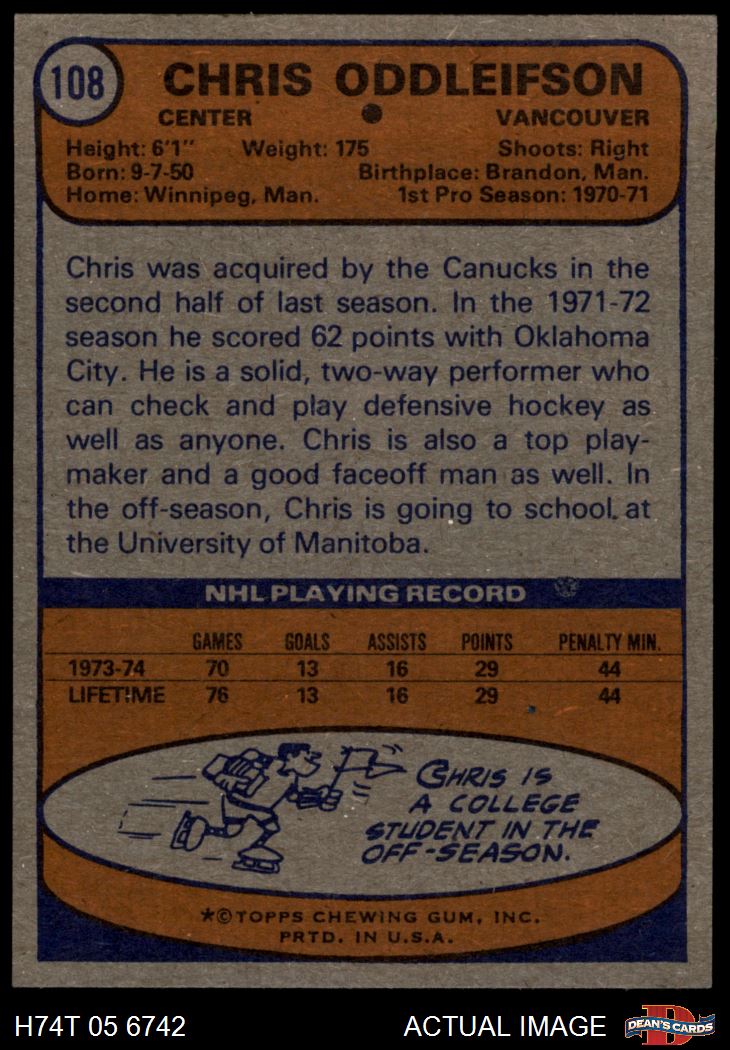 108
CHRIS ODDLEIFSON
CENTER ● VANCOUVER
Height: 6'1" Weight: 175 Shoots: Right
Born: 9-7-50 Birthplace: Brandon, Man.
Home: Winnipeg, Man. 1st Pro Season: 1970-71
Chris was acquired by the Canucks in the
second half of last season. In the 1971-72
season he scored 62 points with Oklahoma
City. He is a solid, two-way performer who
can check and play defensive hockey as
well as anyone. Chris is also a top play-
maker and a good faceoff man as well. In
the off-season, Chris is going to school at
the University of Manitoba.
NHL PLAYING RECORD
GAMES GOALS ASSISTS POINTS PENALTY MIN.
1973-74 70 13 16 29 44
LIFETIME 76 13 16 29 44
CHRIS IS
A COLLEGE
STUDENT IN THE
OFF-SEASON.
*©TOPPS CHEWING GUM, INC.
PRTD. IN U.S.A.
H74T 05 6742 ACTUAL IMAGE D DEAN'S CARDS